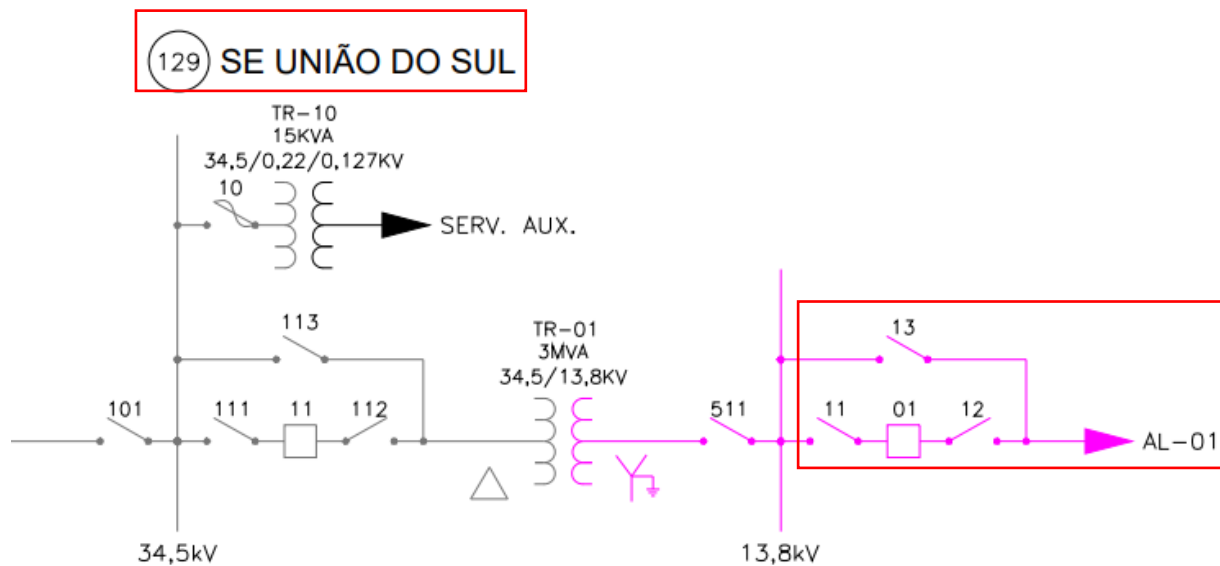 129 SE UNIÃO DO SUL
TR-10
15KVA
34,5/0,22/0,127KV
10
SERV. AUX.
113
TR-01
3MVA
34,5/13,8KV
13
101
111
11
112
511
11
01
12
AL-01
34,5kV
13,8kV